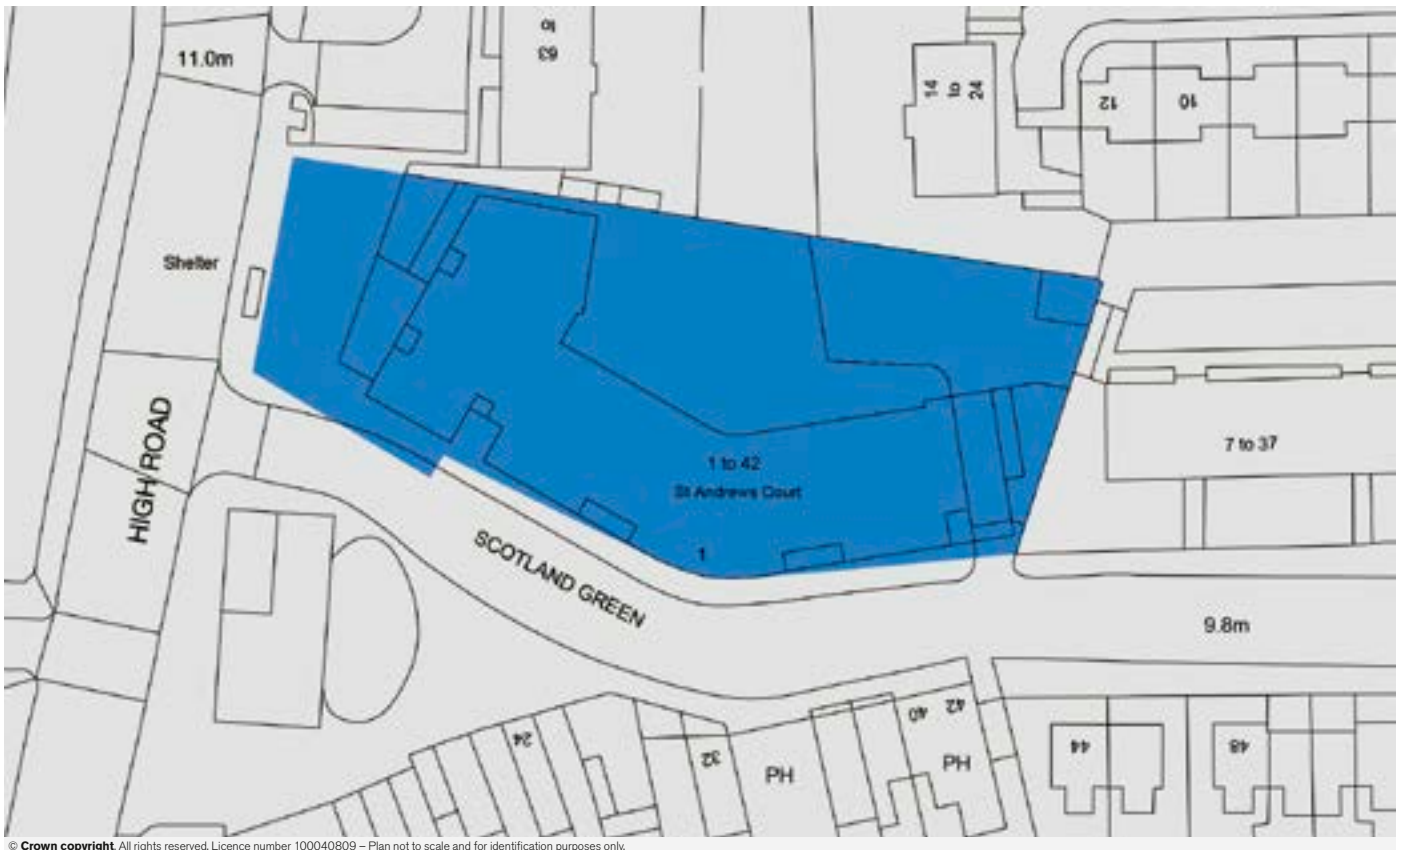 11.0m
to
63
14
to
24
12
10
Shelter
HIGH ROAD
1 to 42
St Andrews Court
1
7 to 37
SCOTLAND GREEN
9.8m
24
32
PH
40
42
PH
44
48
© Crown copyright. All rights reserved. Licence number 100040809 – Plan not to scale and for identification purposes only.